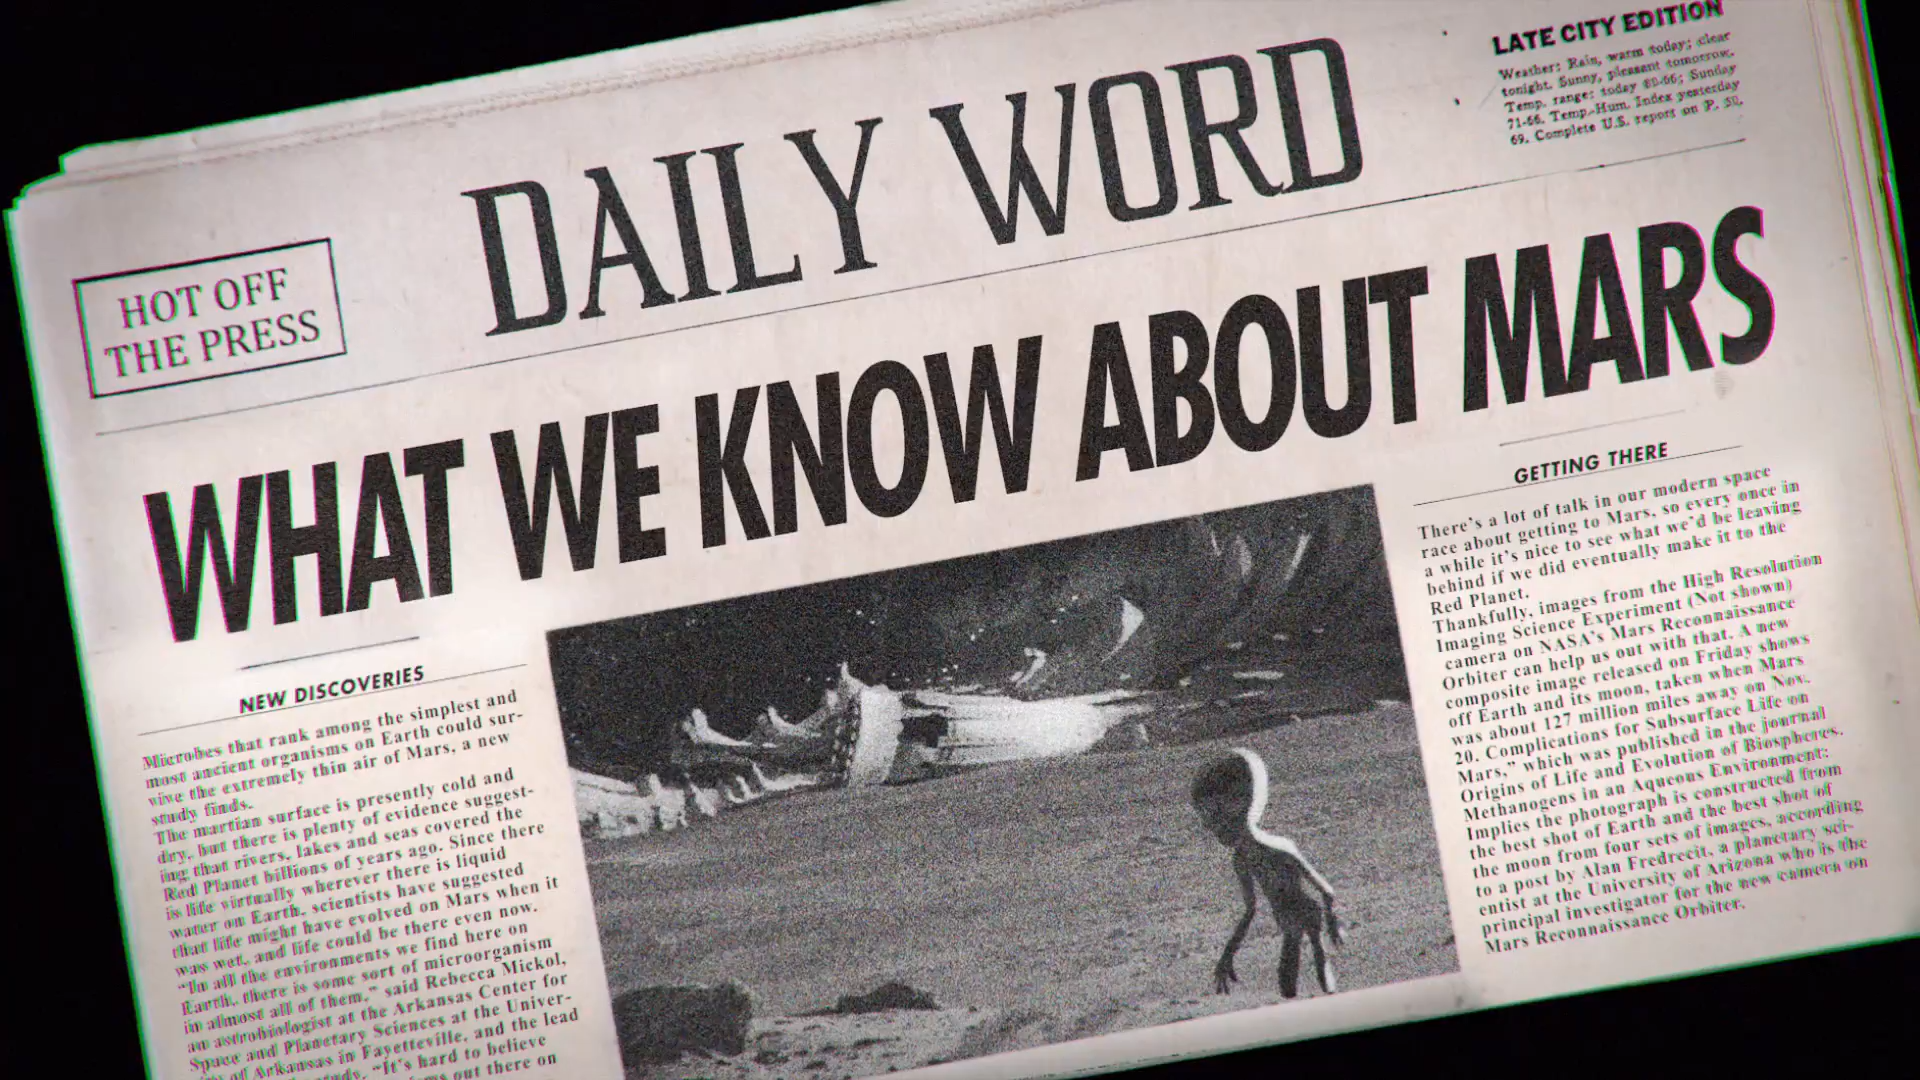 LATE CITY EDITION
Weather: Rain, warm today; clear
tonight. Sunny, pleasant tomorrow.
Temp. range: today 80-66; Sunday
71-66. Temp.-Hum. Index yesterday
69. Complete U.S. report on P. 50.
DAILY WORD
HOT OFF
THE PRESS
WHAT WE KNOW ABOUT MARS
NEW DISCOVERIES
Microbes that rank among the simplest and
most ancient organisms on Earth could sur-
vive the extremely thin air of Mars, a new
study finds.
The martian surface is presently cold and
dry, but there is plenty of evidence suggest-
ing that rivers, lakes and seas covered the
Red Planet billions of years ago. Since there
is life virtually wherever there is liquid
water on Earth, scientists have suggested
that life might have evolved on Mars when it
was wet, and life could be there even now.
“In all the environments we find here on
Earth, there is some sort of microorganism
in almost all of them,” said Rebecca Mickol,
an astrobiologist at the Arkansas Center for
Space and Planetary Sciences at the Univer-
of Arkansas in Fayetteville, and the lead
“It’s hard to believe
out there on
GETTING THERE
There’s a lot of talk in our modern space
race about getting to Mars, so every once in
a while it’s nice to see what we’d be leaving
behind if we did eventually make it to the
Red Planet.
Thankfully, images from the High Resolution
Imaging Science Experiment (Not shown)
camera on NASA’s Mars Reconnaissance
Orbiter can help us out with that. A new
composite image released on Friday shows
off Earth and its moon, taken when Mars
was about 127 million miles away on Nov.
20. Complications for Subsurface Life on
Mars,” which was published in the journal
Origins of Life and Evolution of Biospheres.
Methanogens in an Aqueous Environment:
Implies the photograph is constructed from
the best shot of Earth and the best shot of
the moon from four sets of images, according
to a post by Alan Fredrecit, a planetary sci-
entist at the University of Arizona who is the
principal investigator for the new camera on
Mars Reconnaissance Orbiter.